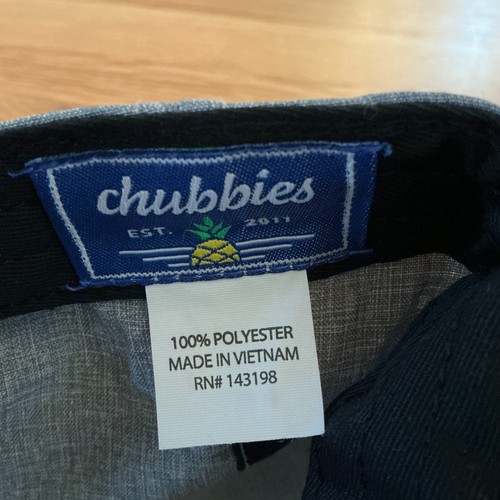 chubbies
EST. 2011
100% POLYESTER
MADE IN VIETNAM
RN# 143198